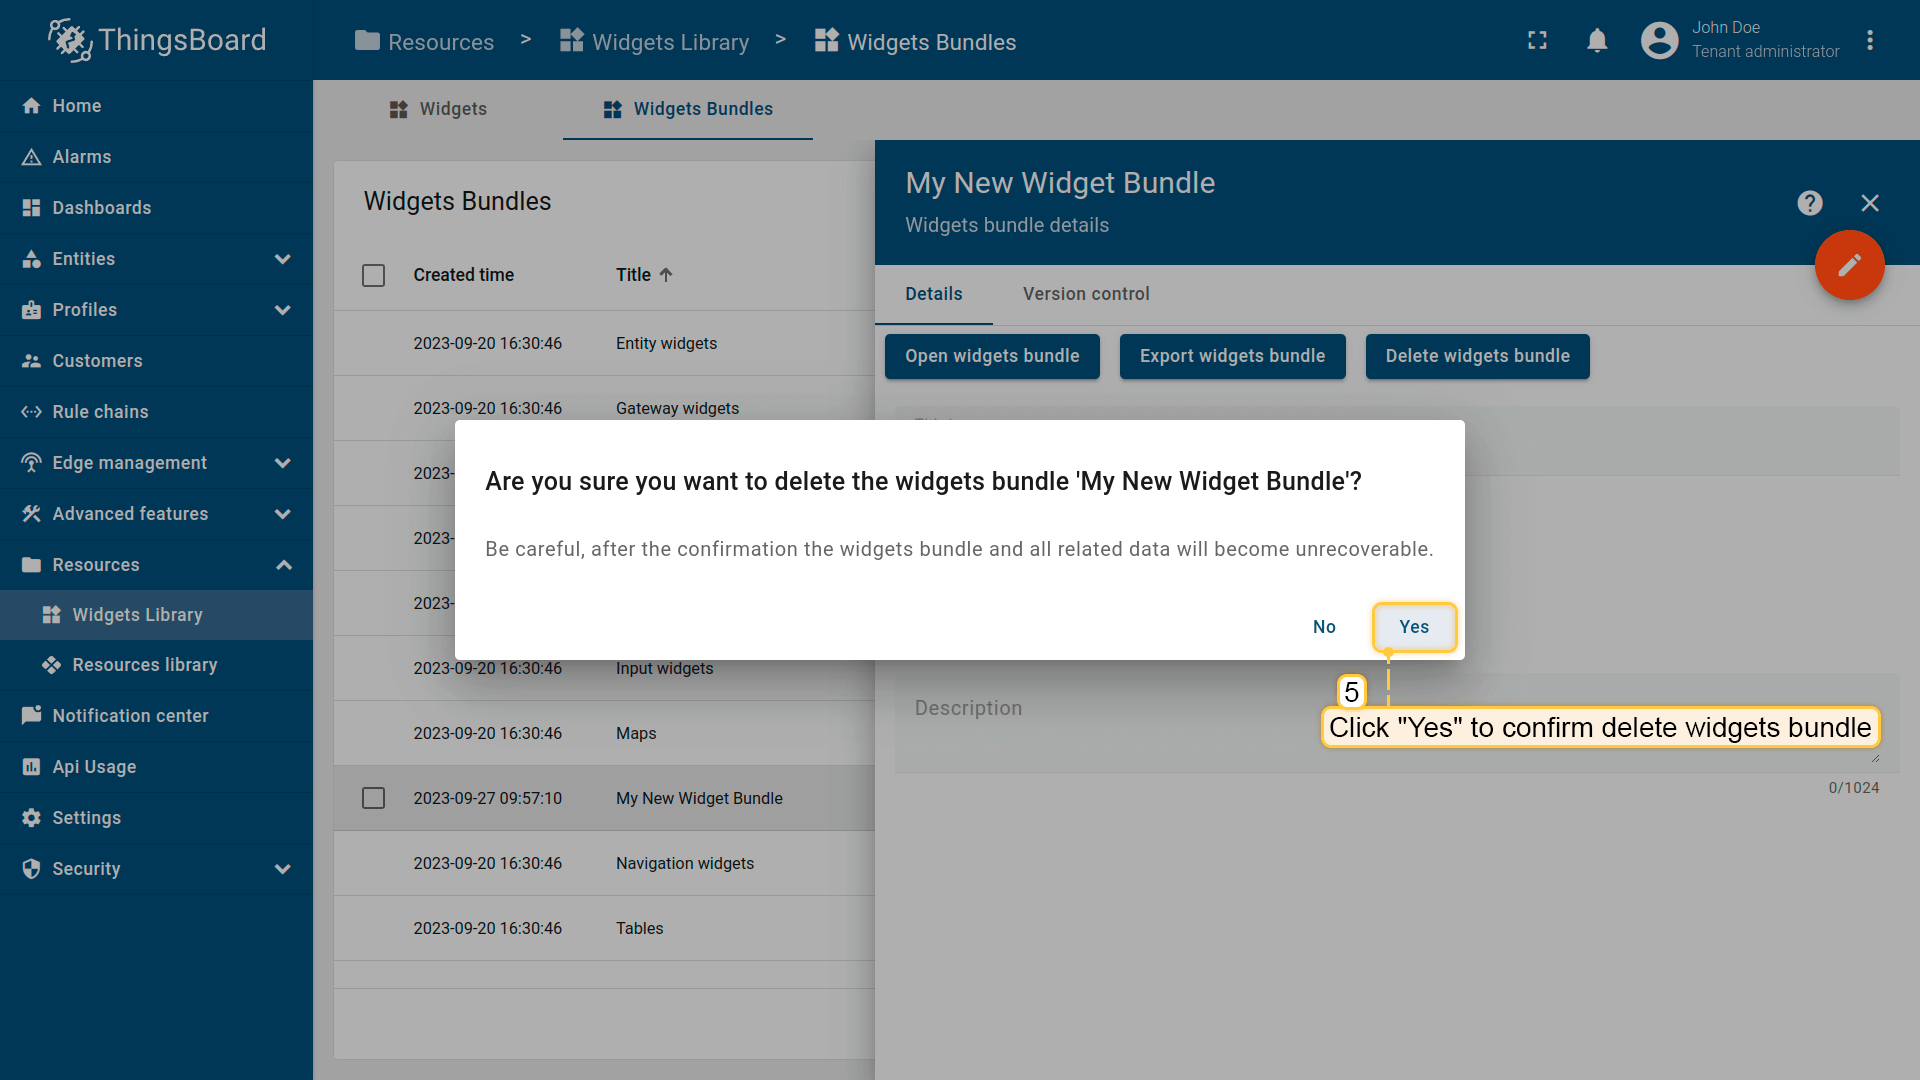 ThingsBoard
Resources > Widgets Library > Widgets Bundles
John Doe
Tenant administrator
Home
Alarms
Dashboards
Entities
Profiles
Customers
Rule chains
Edge management
Advanced features
Resources
Widgets Library
Resources library
Notification center
Api Usage
Settings
Security
Widgets
Widgets Bundles
Widgets Bundles
Created time Title
2023-09-20 16:30:46 Entity widgets
2023-09-20 16:30:46 Gateway widgets
2023-
2023-
2023-
2023-09-20 16:30:46 Input widgets
2023-09-20 16:30:46 Maps
2023-09-27 09:57:10 My New Widget Bundle
2023-09-20 16:30:46 Navigation widgets
2023-09-20 16:30:46 Tables
My New Widget Bundle
Widgets bundle details
Details Version control
Open widgets bundle Export widgets bundle Delete widgets bundle
Are you sure you want to delete the widgets bundle 'My New Widget Bundle'?
Be careful, after the confirmation the widgets bundle and all related data will become unrecoverable.
No Yes
5
Click "Yes" to confirm delete widgets bundle
Description
0/1024